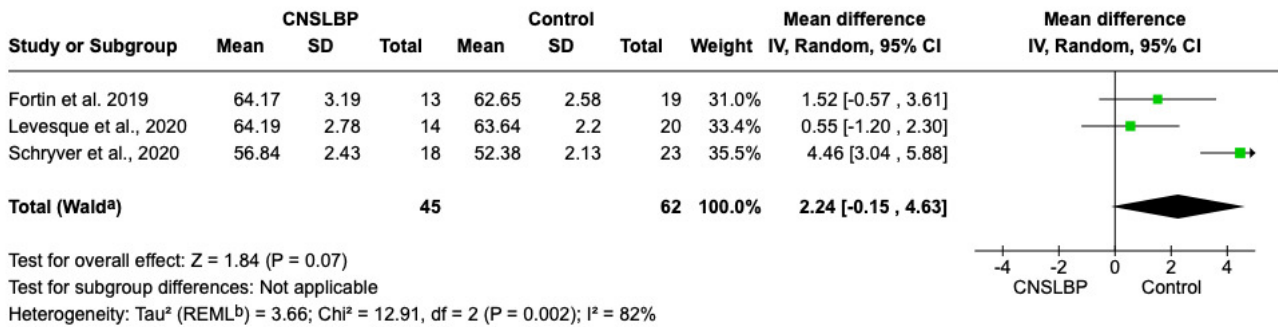 CNSLBP Control Mean difference Mean difference
Study or Subgroup Mean SD Total Mean SD Total Weight IV, Random, 95% CI IV, Random, 95% CI
Fortin et al. 2019 64.17 3.19 13 62.65 2.58 19 31.0% 1.52 [-0.57 , 3.61]
Levesque et al., 2020 64.19 2.78 14 63.64 2.2 20 33.4% 0.55 [-1.20 , 2.30]
Schryver et al., 2020 56.84 2.43 18 52.38 2.13 23 35.5% 4.46 [3.04 , 5.88]
Total (Waldᵃ) 45 62 100.0% 2.24 [-0.15 , 4.63]
Test for overall effect: Z = 1.84 (P = 0.07)
Test for subgroup differences: Not applicable
Heterogeneity: Tau² (REMLᵇ) = 3.66; Chi² = 12.91, df = 2 (P = 0.002); I² = 82%
-4 -2 0 2 4
CNSLBP Control